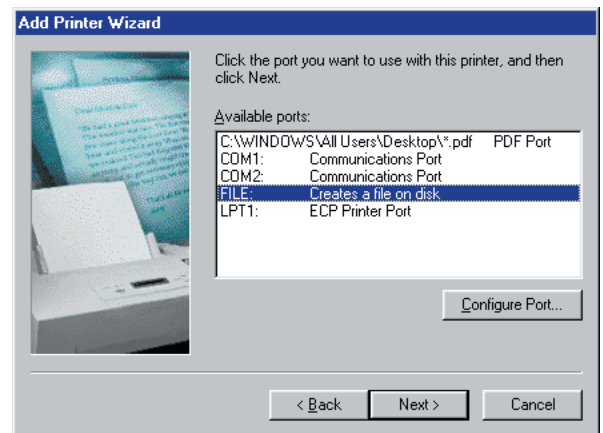 Add Printer Wizard
Click the port you want to use with this printer, and then
click Next.
Available ports:
C:\WINDOWS\All Users\Desktop\*.pdf PDF Port
COM1: Communications Port
COM2: Communications Port
FILE: Creates a file on disk
LPT1: ECP Printer Port
Configure Port...
< Back Next > Cancel